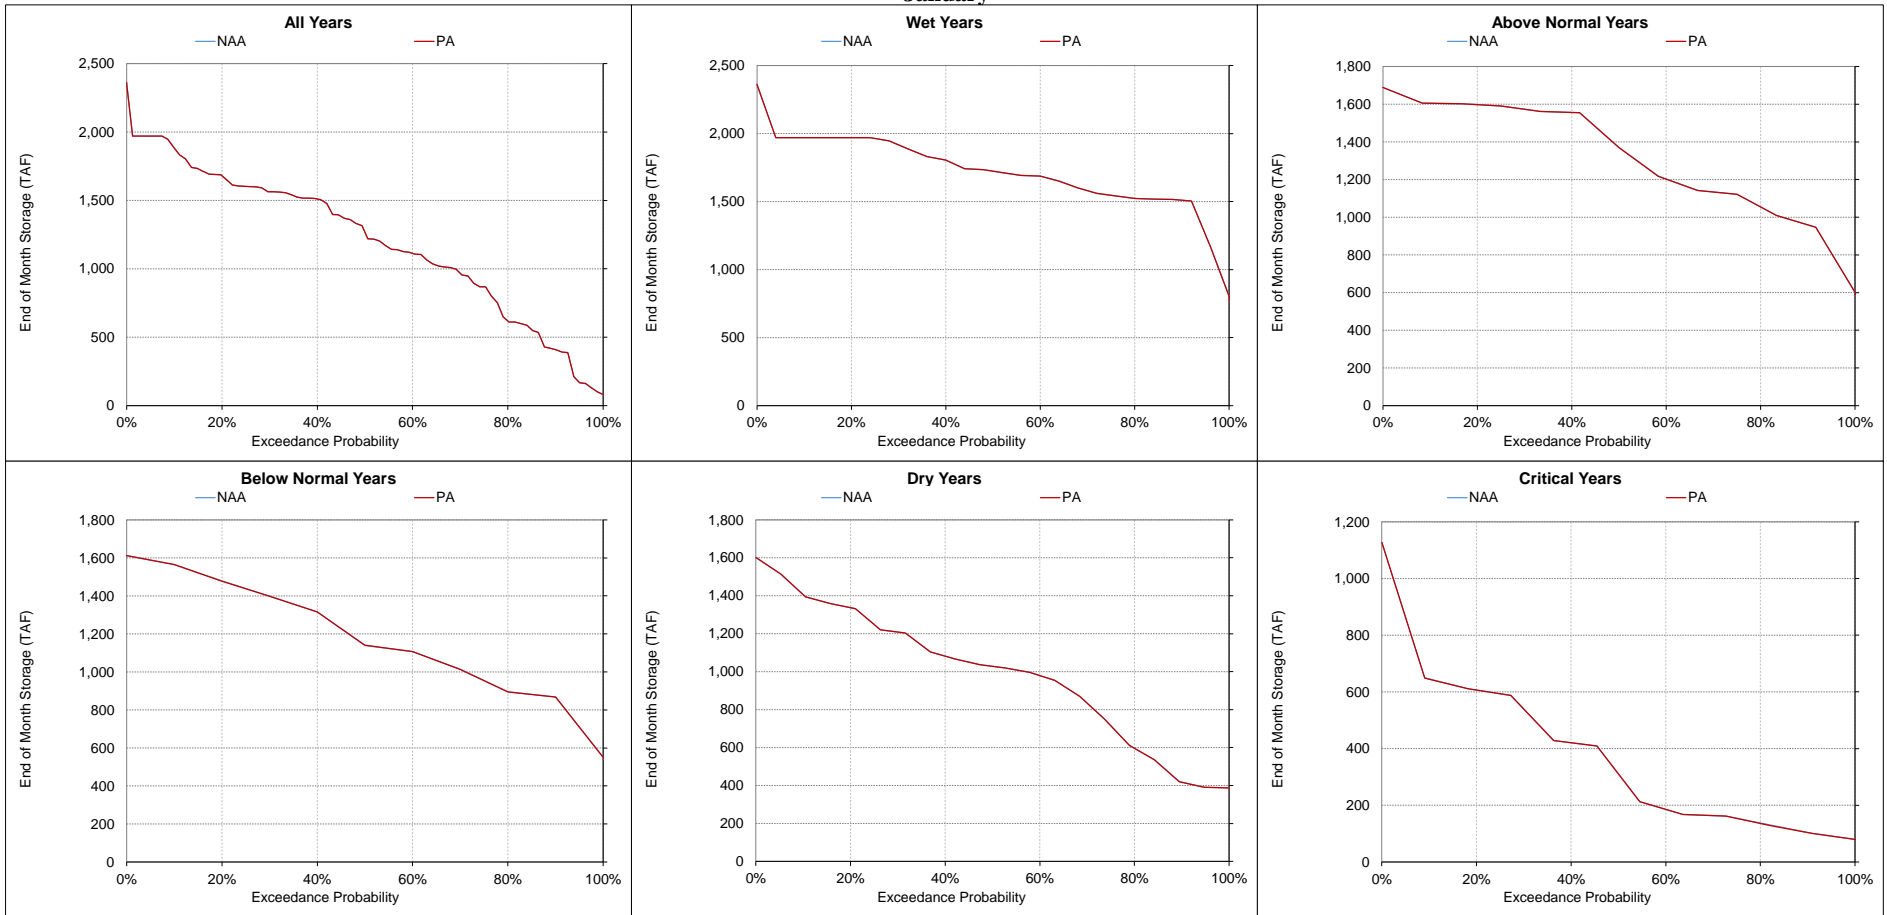 All Years
NAA PA
2,500
2,000
1,500
1,000
500
0
0% 20% 40% 60% 80% 100%
End of Month Storage (TAF)
Exceedance Probability
Wet Years
NAA PA
2,500
2,000
1,500
1,000
500
0
0% 20% 40% 60% 80% 100%
End of Month Storage (TAF)
Exceedance Probability
Above Normal Years
NAA PA
1,800
1,600
1,400
1,200
1,000
800
600
400
200
0
0% 20% 40% 60% 80% 100%
End of Month Storage (TAF)
Exceedance Probability
Below Normal Years
NAA PA
1,800
1,600
1,400
1,200
1,000
800
600
400
200
0
0% 20% 40% 60% 80% 100%
End of Month Storage (TAF)
Exceedance Probability
Dry Years
NAA PA
1,800
1,600
1,400
1,200
1,000
800
600
400
200
0
0% 20% 40% 60% 80% 100%
End of Month Storage (TAF)
Exceedance Probability
Critical Years
NAA PA
1,200
1,000
800
600
400
200
0
0% 20% 40% 60% 80% 100%
End of Month Storage (TAF)
Exceedance Probability